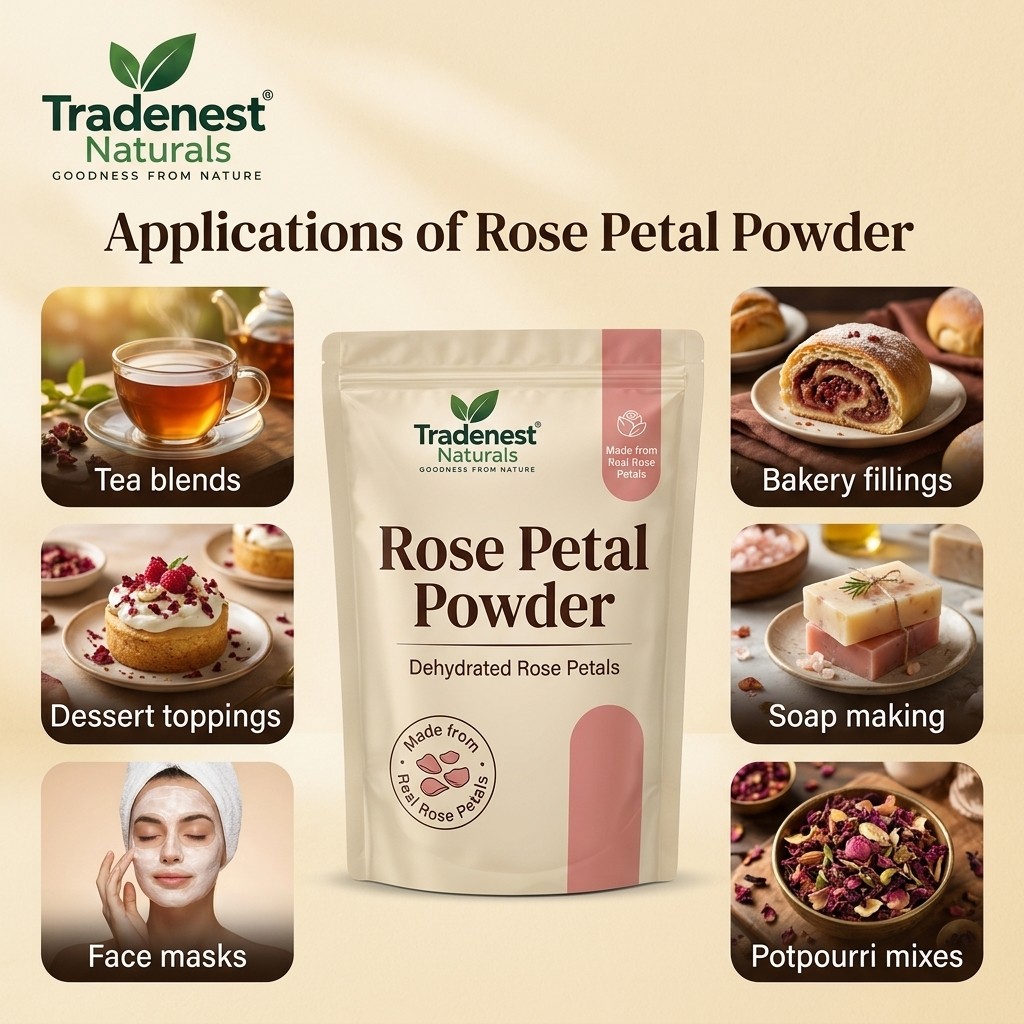 Tradenest®
Naturals
GOODNESS FROM NATURE
Applications of Rose Petal Powder
Tea blends
Dessert toppings
Face masks
Tradenest®
Naturals
GOODNESS FROM NATURE
Made from
Real Rose
Petals
Rose Petal
Powder
Dehydrated Rose Petals
Made from
• Real Rose Petals •
Bakery fillings
Soap making
Potpourri mixes